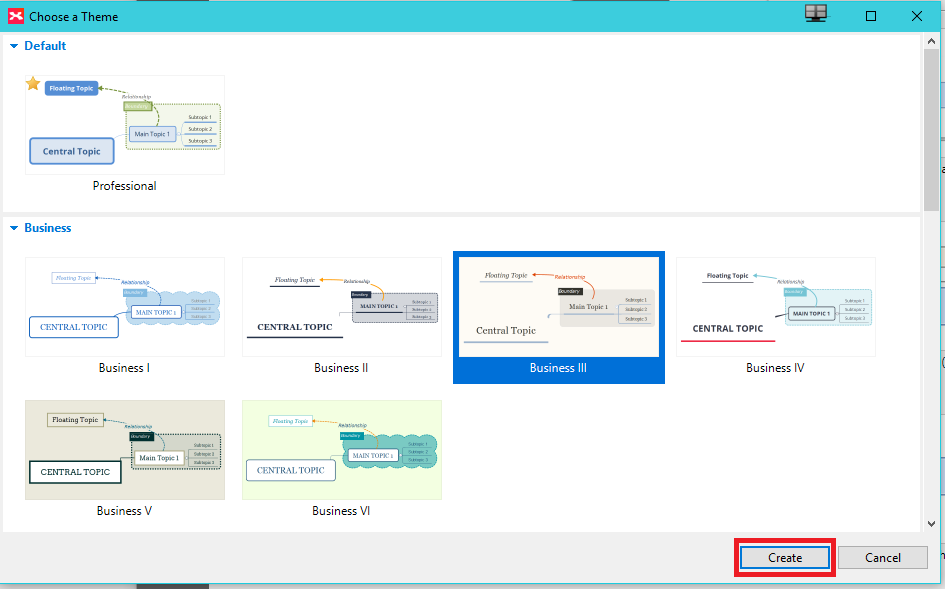 Choose a Theme
Default
Floating Topic
Relationship
Boundary
Subtopic 1
Main Topic 1
Subtopic 2
Subtopic 3
Central Topic
Professional
Business
Floating Topic
Relationship
Boundary
Subtopic 1
MAIN TOPIC 1
Subtopic 2
Subtopic 3
CENTRAL TOPIC
Business I
Floating Topic
Relationship
Boundary
Subtopic 1
MAIN TOPIC 1
Subtopic 2
Subtopic 3
CENTRAL TOPIC
Business II
Floating Topic
Relationship
Boundary
Subtopic 1
Main Topic 1
Subtopic 2
Subtopic 3
Central Topic
Business III
Floating Topic
Relationship
Boundary
Subtopic 1
MAIN TOPIC 1
Subtopic 2
Subtopic 3
CENTRAL TOPIC
Business IV
Floating Topic
Relationship
Boundary
Subtopic 1
Main Topic 1
Subtopic 2
Subtopic 3
CENTRAL TOPIC
Business V
Floating Topic
Relationship
Boundary
Subtopic 1
MAIN TOPIC 1
Subtopic 2
Subtopic 3
CENTRAL TOPIC
Business VI
Create
Cancel